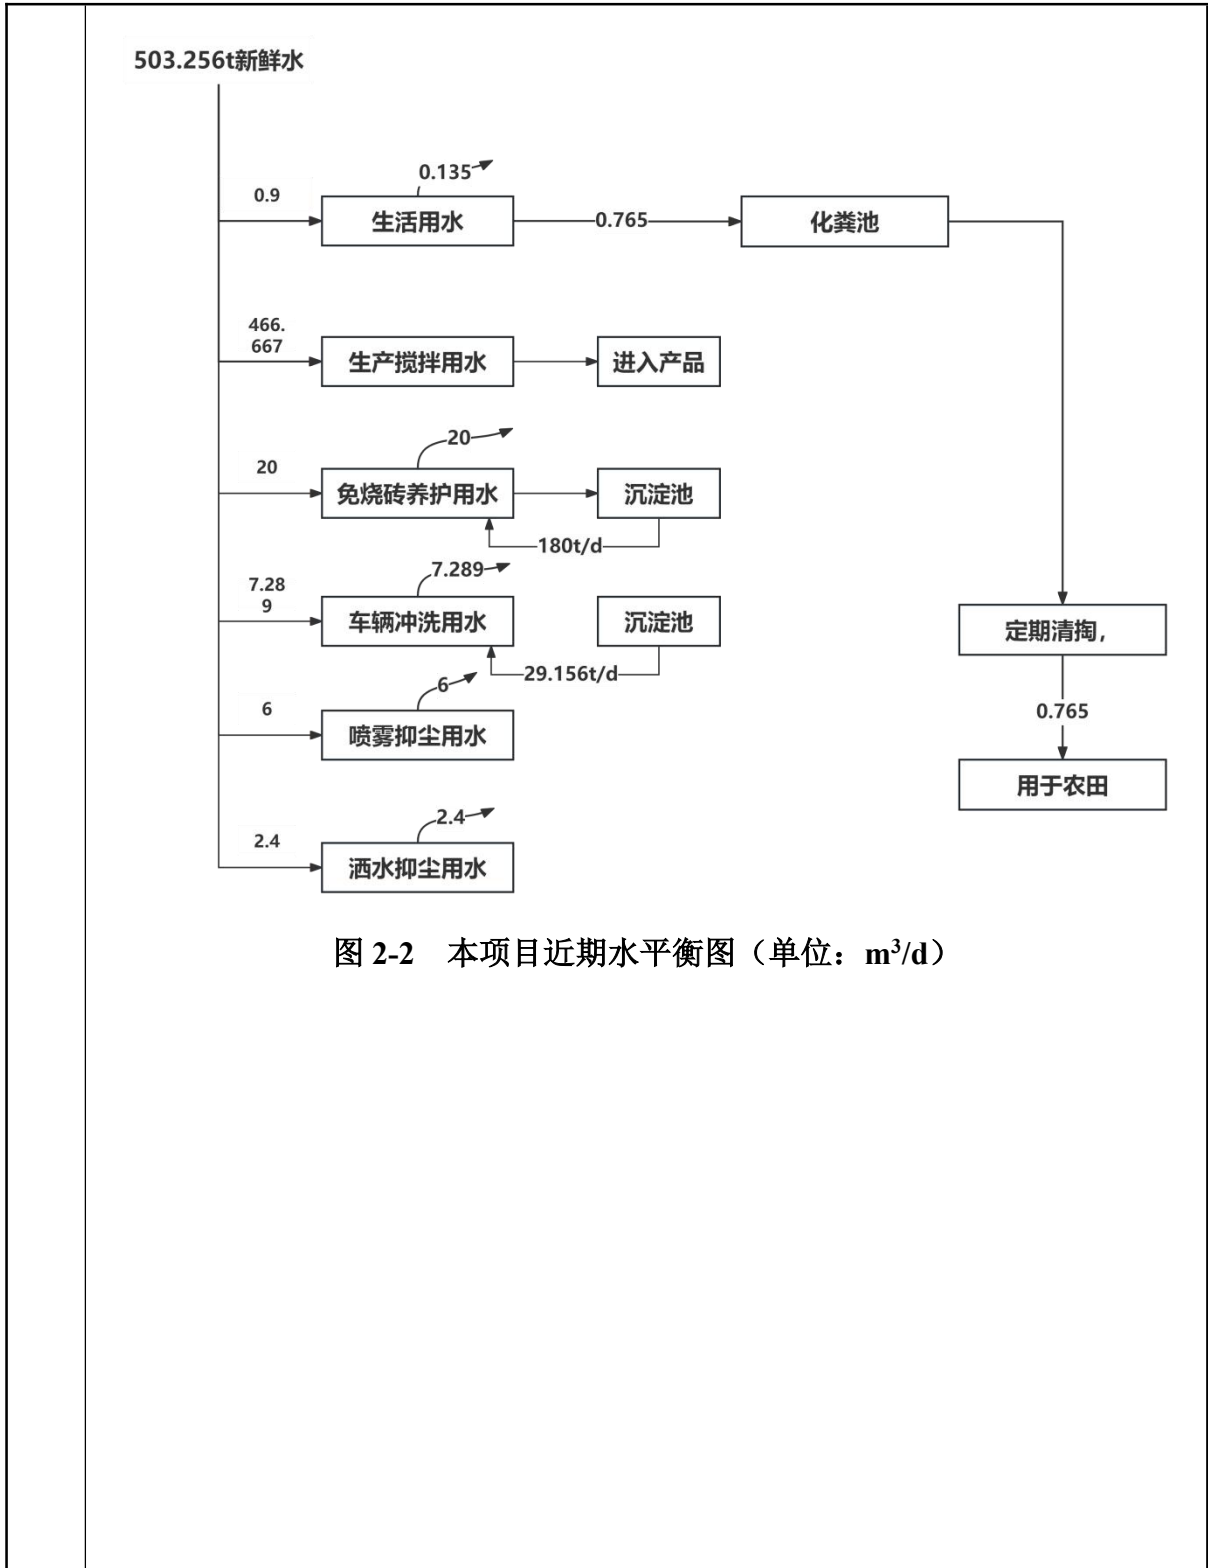 503.256t新鲜水
0.135
0.9
生活用水
0.765
化粪池
466.
667
生产搅拌用水
进入产品
20
20
免烧砖养护用水
沉淀池
180t/d
7.289
7.28
9
车辆冲洗用水
沉淀池
定期清掏，
29.156t/d
6
6
喷雾抑尘用水
0.765
用于农田
2.4
2.4
洒水抑尘用水
图 2-2 本项目近期水平衡图（单位：m³/d）